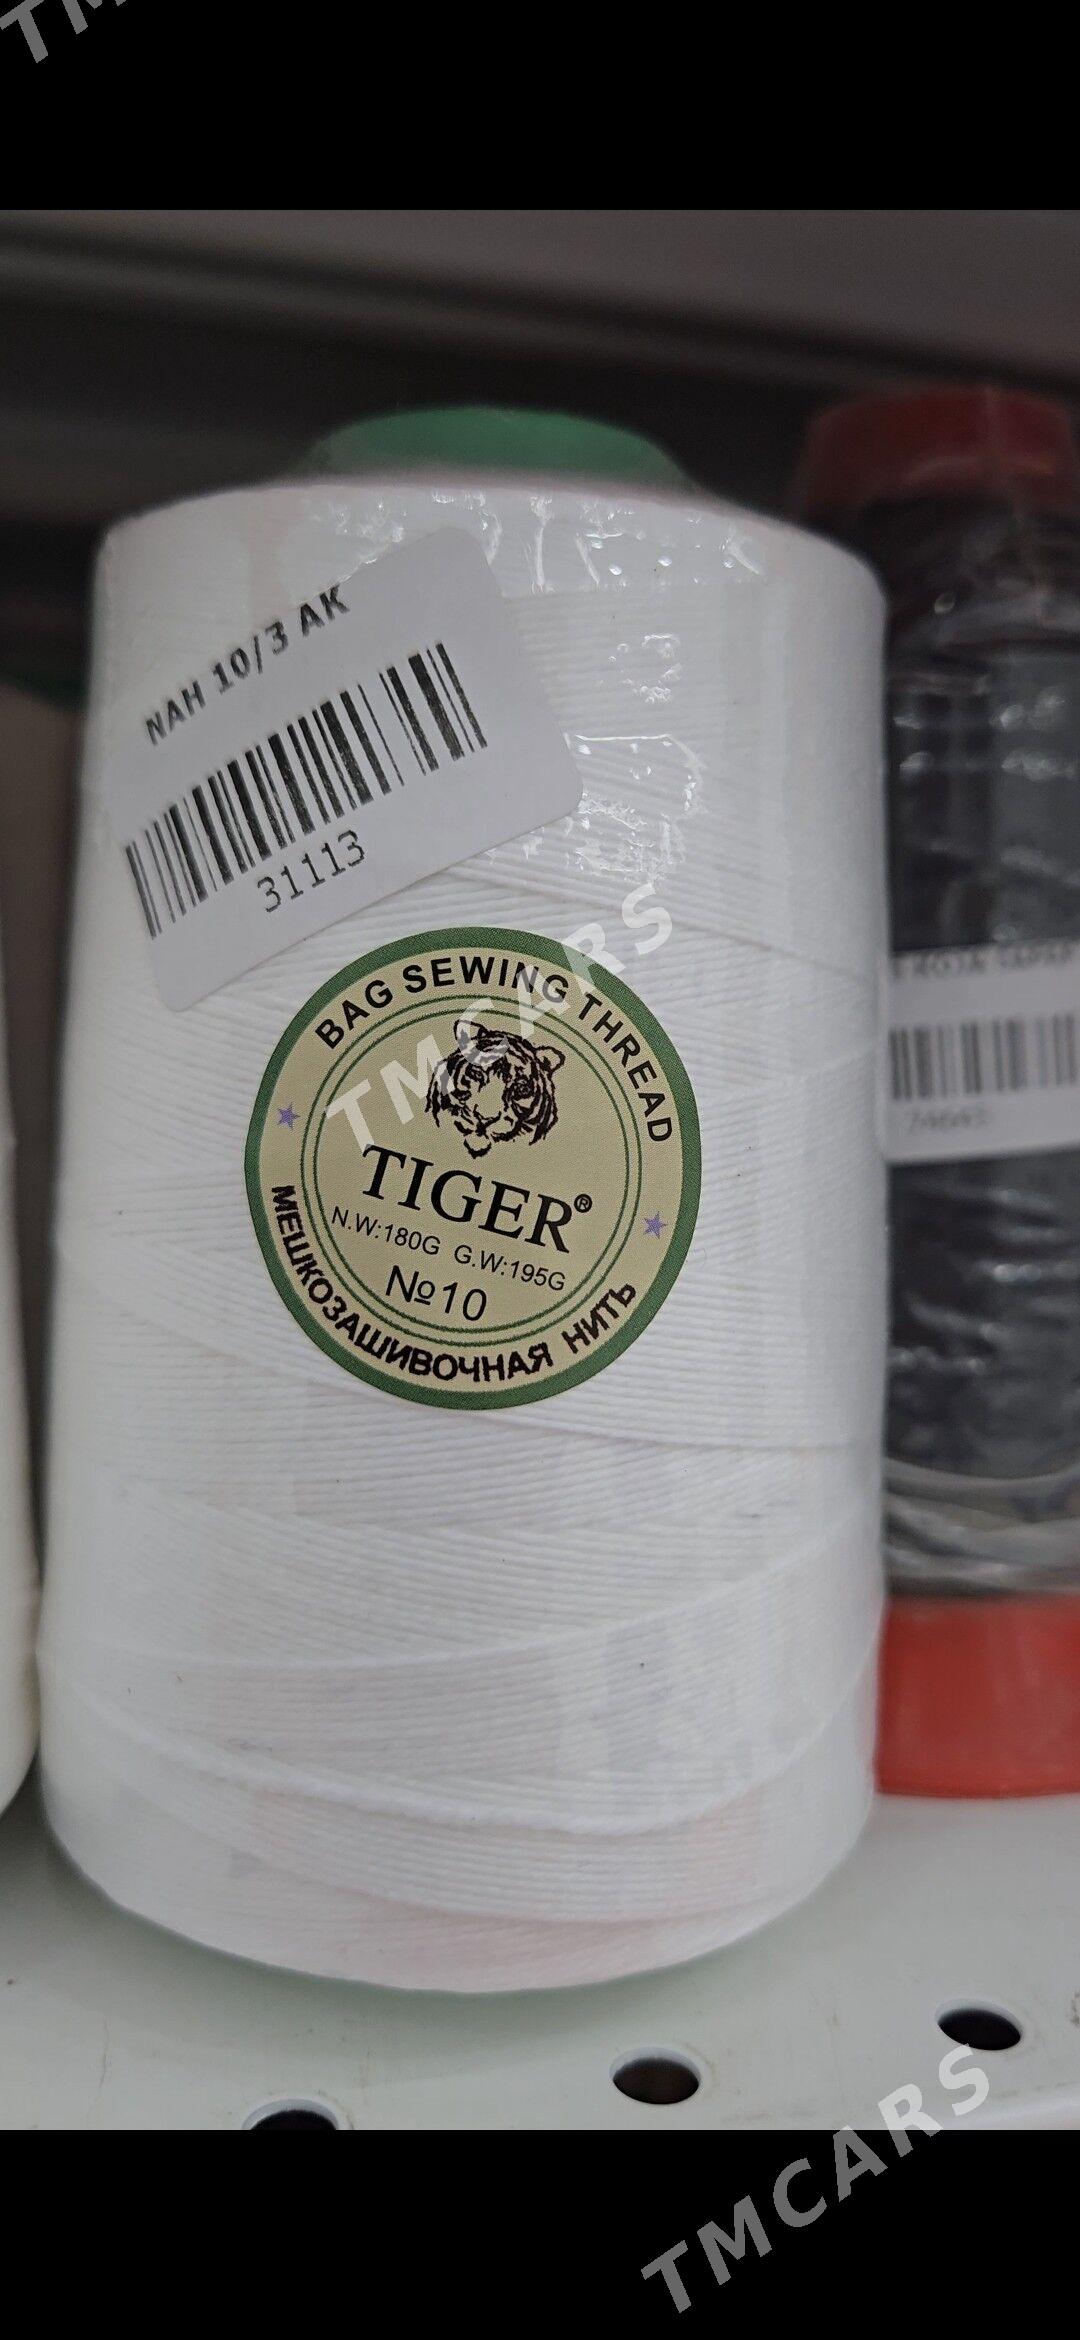 NAH 10/3 AK
31113
BAG SEWING THREAD
TIGER®
N.W:180G G.W:195G
№10
МЕШКОЗАШИВОЧНАЯ НИТЬ
TMCARS
TMCARS